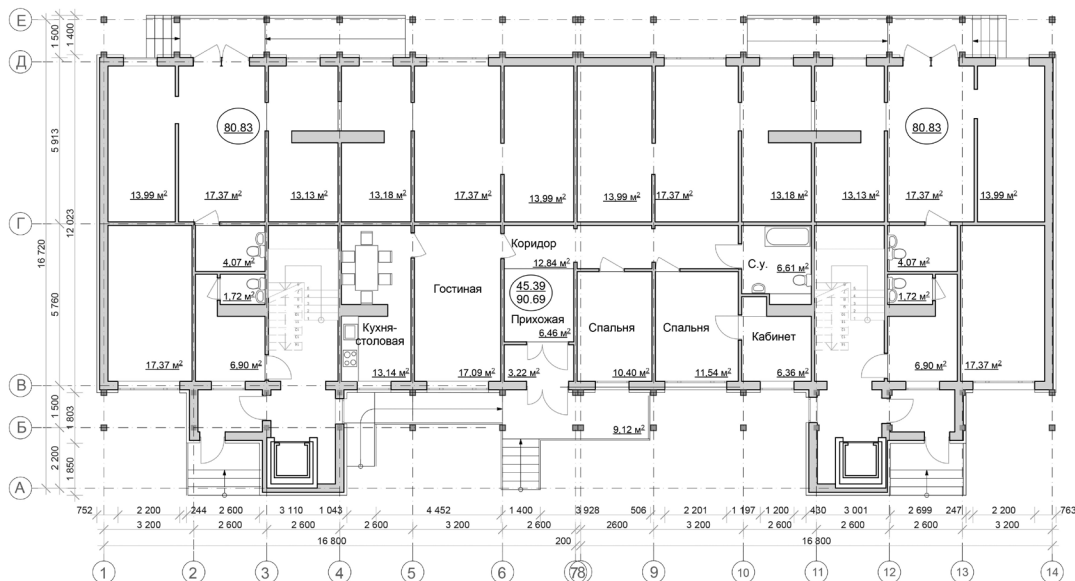 Е
Д
Г
В
Б
А
1 500
1 400
5 913
12 023
16 720
5 760
1 500
1 803
2 200
1 850
80.83
80.83
13.99 м²
17.37 м²
13.13 м²
13.18 м²
17.37 м²
13.99 м²
13.99 м²
17.37 м²
13.18 м²
13.13 м²
17.37 м²
13.99 м²
4.07 м²
1.72 м²
17.37 м²
6.90 м²
Кухня-
столовая
13.14 м²
Гостиная
17.09 м²
Коридор
12.84 м²
45.39
90.69
Прихожая
6.46 м²
3.22 м²
Спальня
10.40 м²
Спальня
11.54 м²
С.у.
6.61 м²
Кабинет
6.36 м²
4.07 м²
1.72 м²
6.90 м²
17.37 м²
9.12 м²
752 2 200 244 2 600 3 110 1 043 4 452 1 400 3 928 506 2 201 1 197 1 200 430 3 001 2 699 247 2 200 763
3 200 2 600 2 600 2 600 3 200 2 600 2 600 3 200 2 600 2 600 2 600 3 200
16 800 200 16 800
1 2 3 4 5 6 7 8 9 10 11 12 13 14